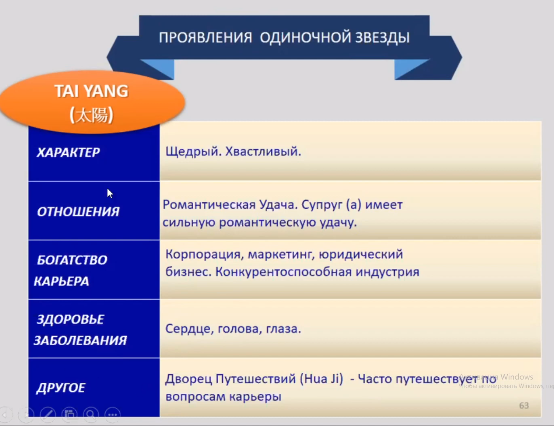 ПРОЯВЛЕНИЯ ОДИНОЧНОЙ ЗВЕЗДЫ
TAI YANG
(太陽)
ХАРАКТЕР
Щедрый. Хвастливый.
ОТНОШЕНИЯ
Романтическая Удача. Супруг (а) имеет
сильную романтическую удачу.
БОГАТСТВО
КАРЬЕРА
Корпорация, маркетинг, юридический
бизнес. Конкурентоспособная индустрия
ЗДОРОВЬЕ
ЗАБОЛЕВАНИЯ
Сердце, голова, глаза.
ДРУГОЕ
Дворец Путешествий (Hua Ji) - Часто путешествует по
вопросам карьеры
Windows
Windows
63